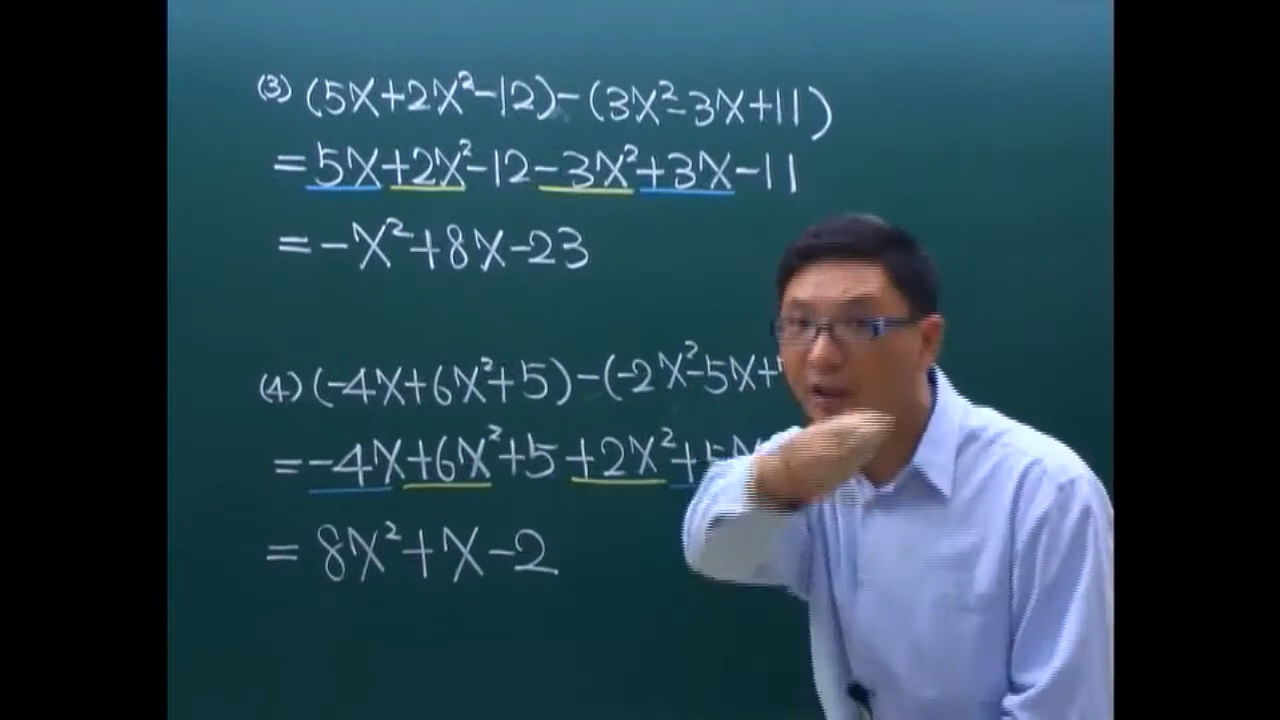 (3) (5x+2x²-12)-(3x²-3x+11)
=5x+2x²-12-3x²+3x-11
=-x²+8x-23
(4) (-4x+6x²+5)-(-2x²-5x+
=-4x+6x²+5+2x²+5x
=8x²+x-2